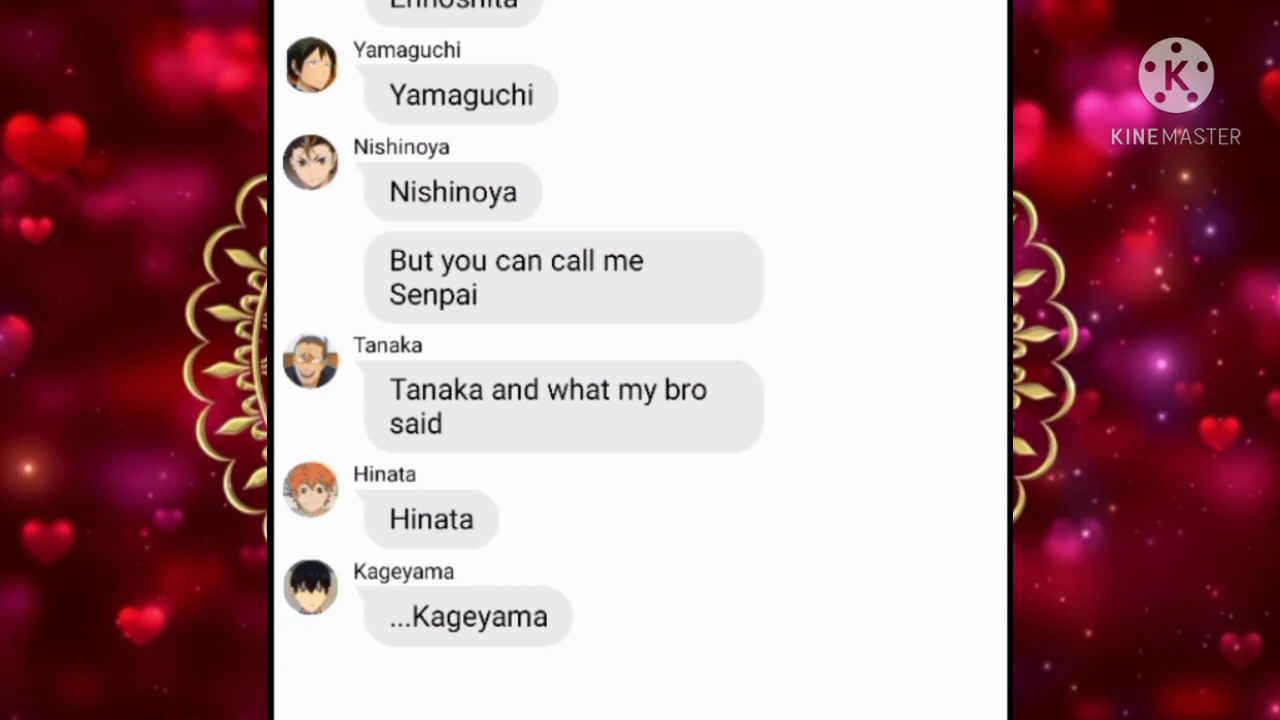 Ennoshita
Yamaguchi
Yamaguchi
Nishinoya
Nishinoya
But you can call me
Senpai
Tanaka
Tanaka and what my bro
said
Hinata
Hinata
Kageyama
...Kageyama
K
KINEMASTER